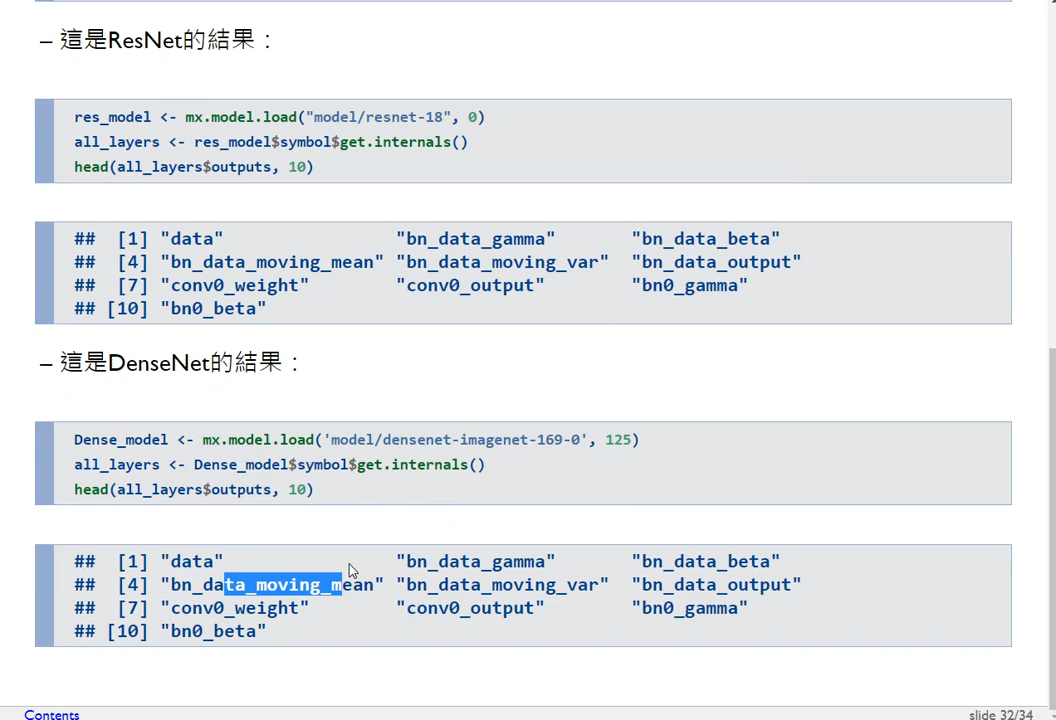 – 這是ResNet的結果：
res_model <- mx.model.load("model/resnet-18", 0)
all_layers <- res_model$symbol$get.internals()
head(all_layers$outputs, 10)
##  [1] "data"                "bn_data_gamma"       "bn_data_beta"
##  [4] "bn_data_moving_mean" "bn_data_moving_var"  "bn_data_output"
##  [7] "conv0_weight"        "conv0_output"        "bn0_gamma"
## [10] "bn0_beta"
– 這是DenseNet的結果：
Dense_model <- mx.model.load('model/densenet-imagenet-169-0', 125)
all_layers <- Dense_model$symbol$get.internals()
head(all_layers$outputs, 10)
##  [1] "data"                "bn_data_gamma"       "bn_data_beta"
##  [4] "bn_data_moving_mean" "bn_data_moving_var"  "bn_data_output"
##  [7] "conv0_weight"        "conv0_output"        "bn0_gamma"
## [10] "bn0_beta"
Contents slide 32/34